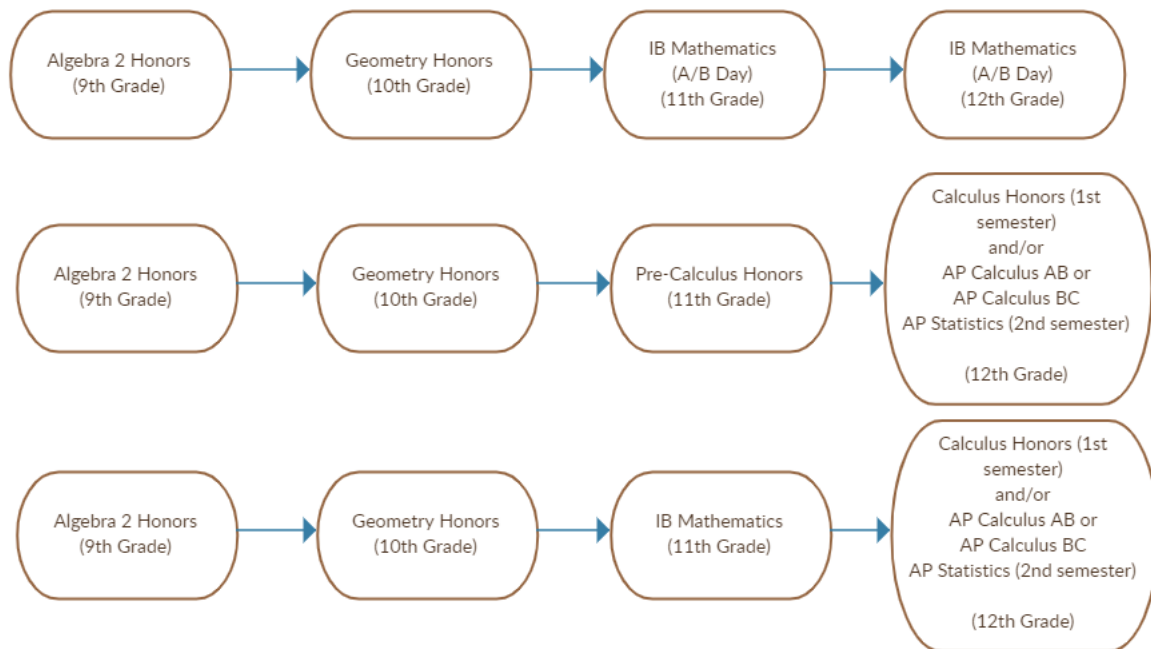 Algebra 2 Honors
(9th Grade)
Geometry Honors
(10th Grade)
IB Mathematics
(A/B Day)
(11th Grade)
IB Mathematics
(A/B Day)
(12th Grade)
Algebra 2 Honors
(9th Grade)
Geometry Honors
(10th Grade)
Pre-Calculus Honors
(11th Grade)
Calculus Honors (1st
semester)
and/or
AP Calculus AB or
AP Calculus BC
AP Statistics (2nd semester)
(12th Grade)
Algebra 2 Honors
(9th Grade)
Geometry Honors
(10th Grade)
IB Mathematics
(11th Grade)
Calculus Honors (1st
semester)
and/or
AP Calculus AB or
AP Calculus BC
AP Statistics (2nd semester)
(12th Grade)